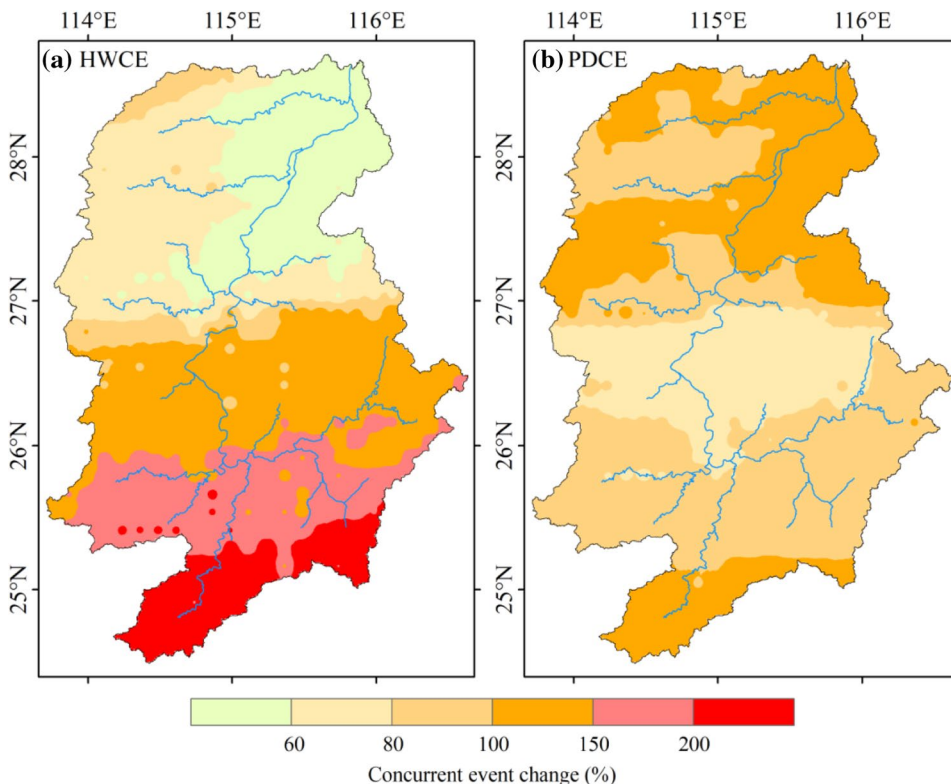 114°E 115°E 116°E 114°E 115°E 116°E
(a) HWCE
(b) PDCE
28°N 28°N
27°N 27°N
26°N 26°N
25°N 25°N
60 80 100 150 200
Concurrent event change (%)